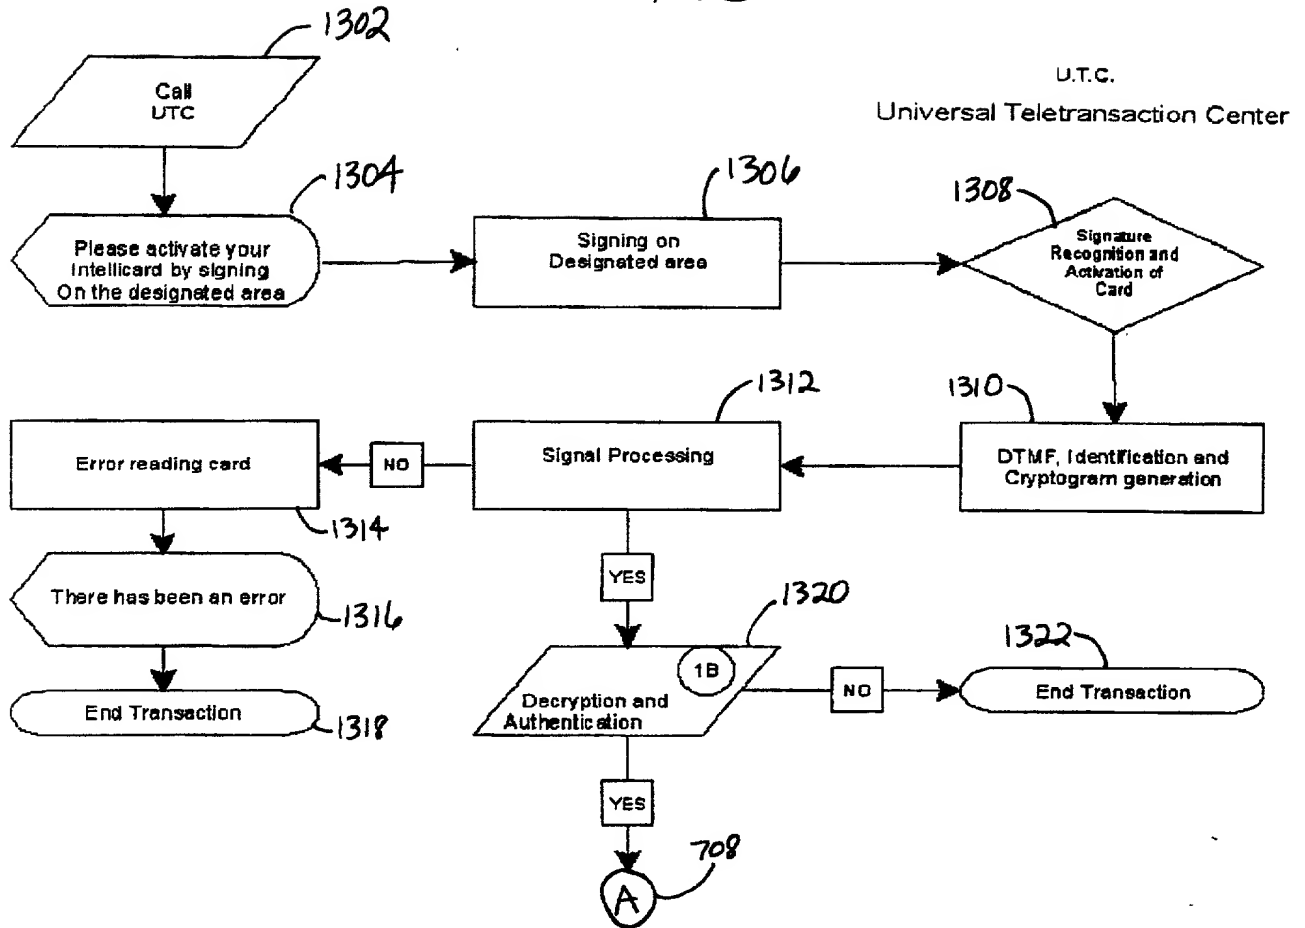 1302
Call
UTC
U.T.C.
Universal Teletransaction Center
1304
Please activate your
Intellicard by signing
On the designated area
1306
Signing on
Designated area
1308
Signature
Recognition and
Activation of
Card
1314
Error reading card
NO
1312
Signal Processing
1310
DTMF, Identification and
Cryptogram generation
There has been an error
1316
YES
1320
1B
Decryption and
Authentication
NO
1322
End Transaction
End Transaction
1318
YES
708
A